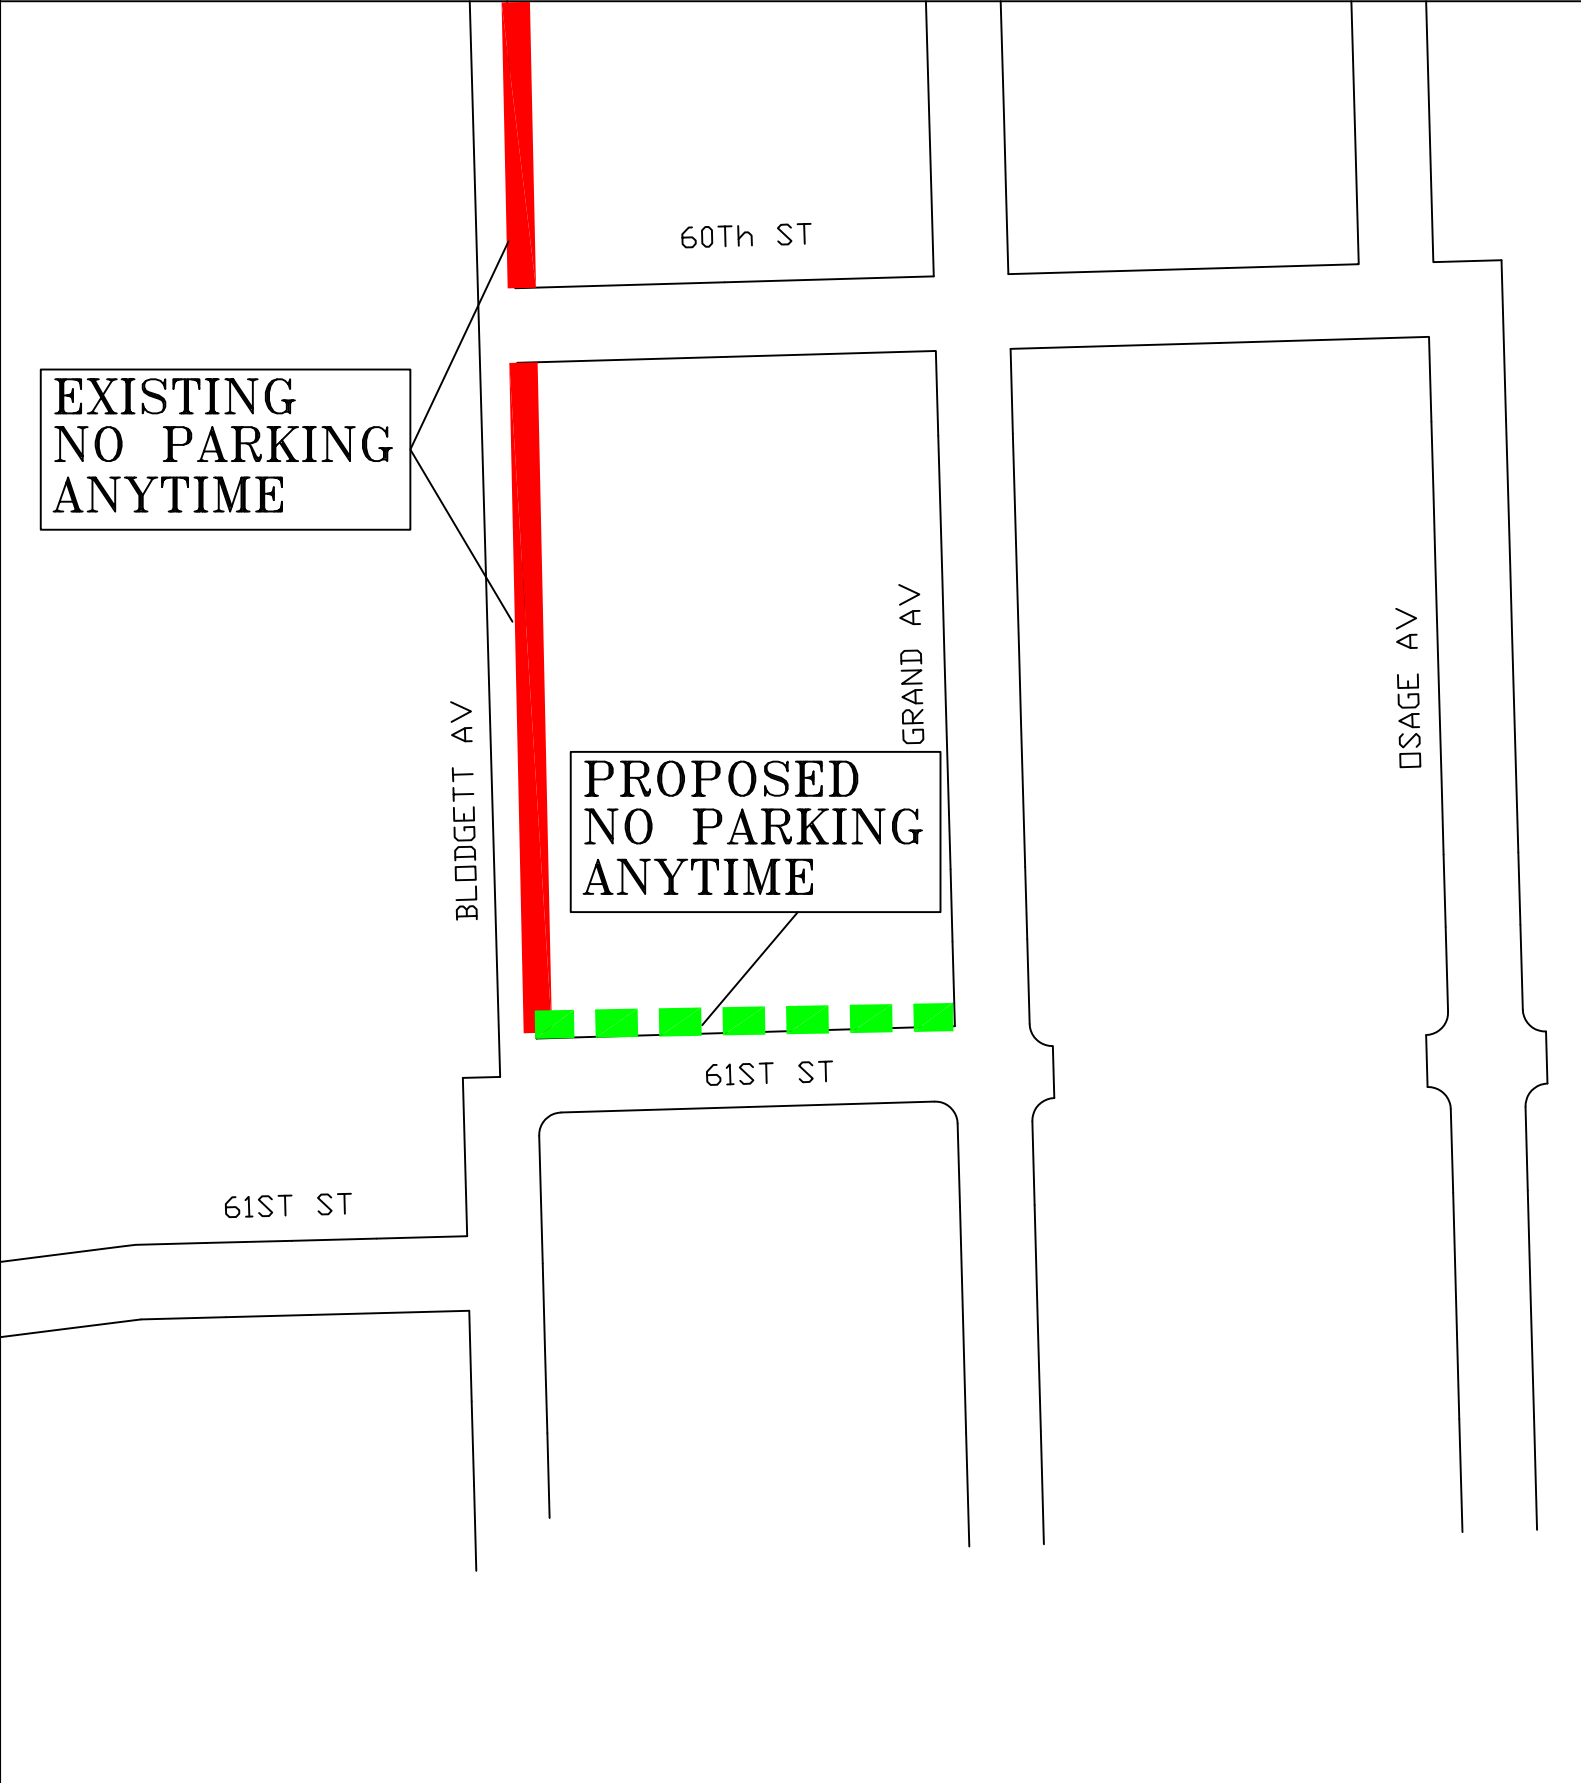 60Th ST
EXISTING
NO PARKING
ANYTIME
GRAND AV
OSAGE AV
BLODGETT AV
PROPOSED
NO PARKING
ANYTIME
61ST ST
61ST ST